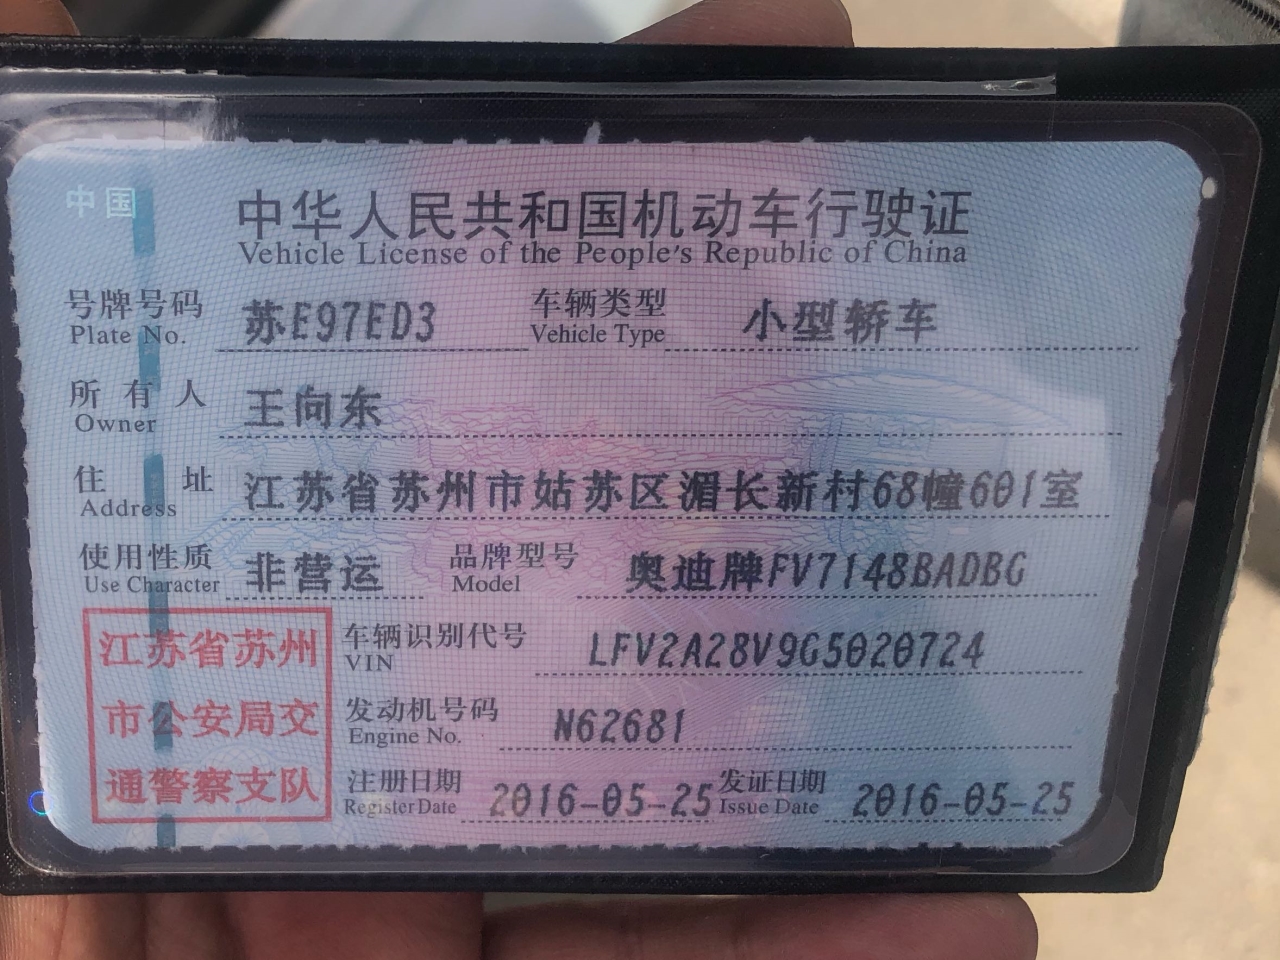 中国
中华人民共和国机动车行驶证
Vehicle License of the People's Republic of China
号牌号码 苏E97ED3 车辆类型 小型轿车
Plate No. Vehicle Type
所有人 王向东
Owner
住址 江苏省苏州市姑苏区湄长新村68幢601室
Address
使用性质 非营运 品牌型号 奥迪牌FV7148BADBG
Use Character Model
江苏省苏州
市公安局交
通警察支队
车辆识别代号 LFV2A28V9G5020724
VIN
发动机号码 N62681
Engine No.
注册日期 2016-05-25 发证日期 2016-05-25
Register Date Issue Date